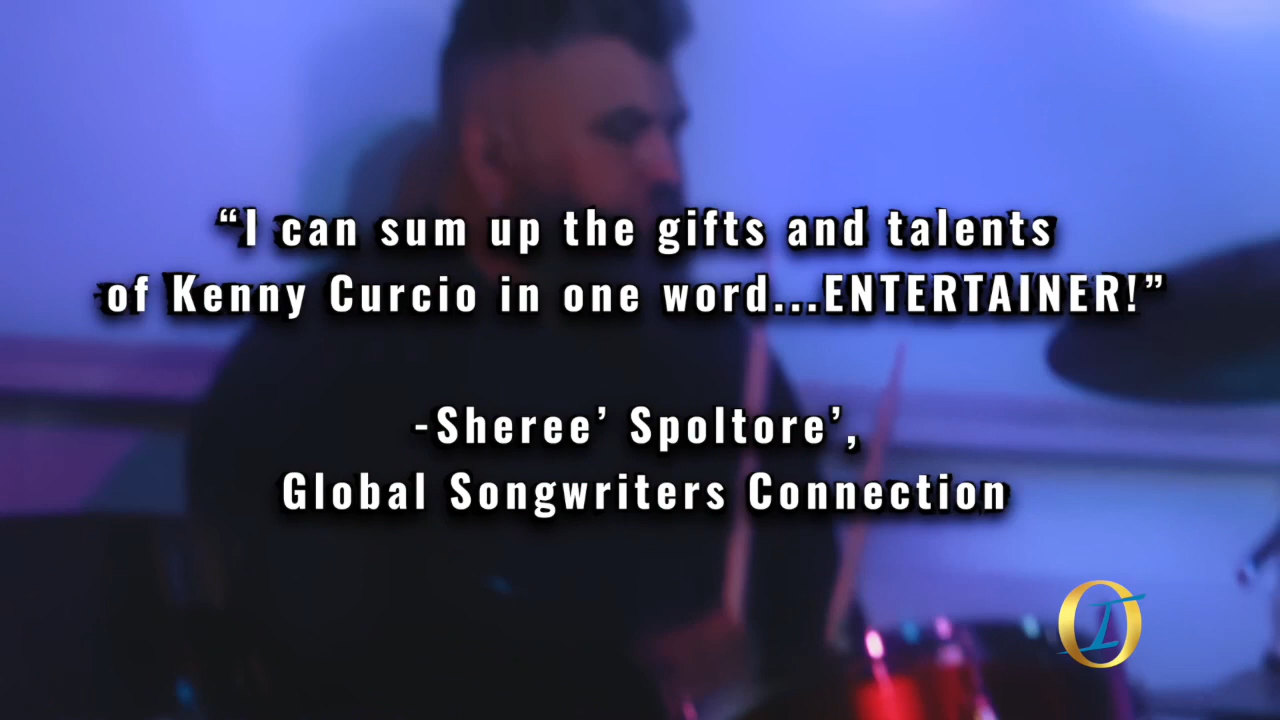 “I can sum up the gifts and talents
of Kenny Curcio in one word...ENTERTAINER!”
-Sheree’ Spoltore’,
Global Songwriters Connection
OI